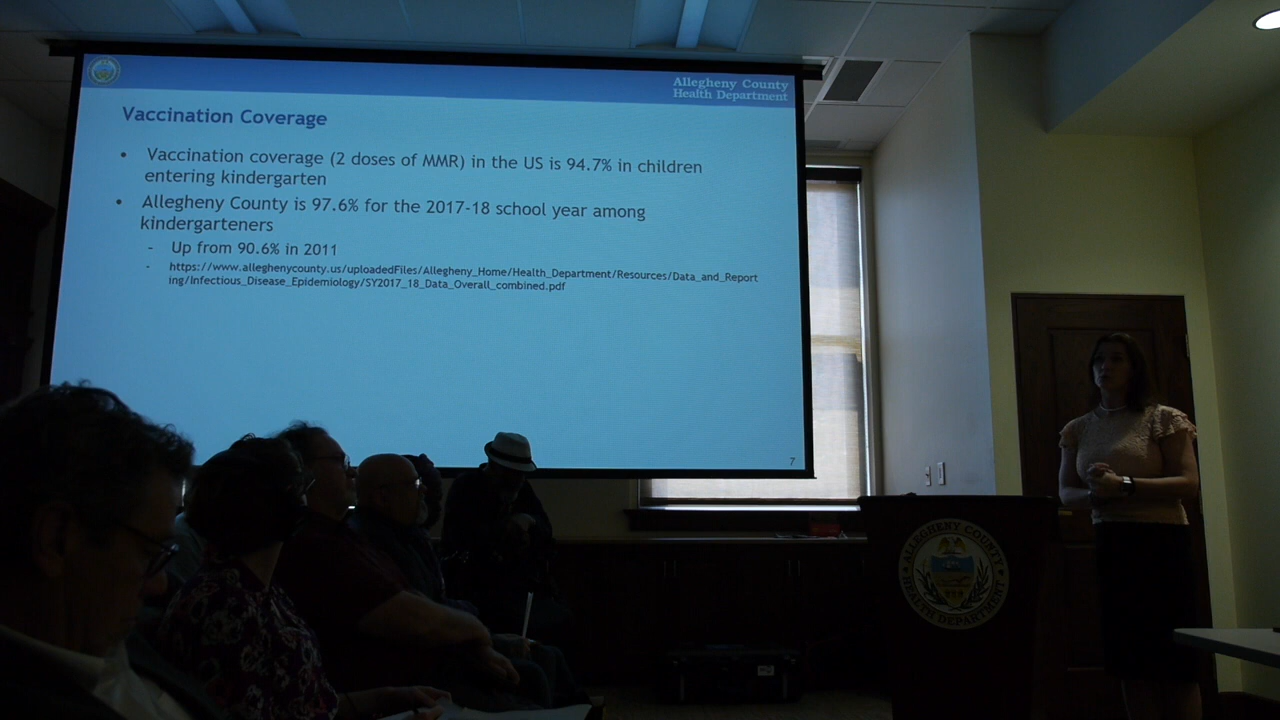 Allegheny County
Health Department
Vaccination Coverage
• Vaccination coverage (2 doses of MMR) in the US is 94.7% in children
entering kindergarten
• Allegheny County is 97.6% for the 2017-18 school year among
kindergarteners
- Up from 90.6% in 2011
- https://www.alleghenycounty.us/uploadedFiles/Allegheny_Home/Health_Department/Resources/Data_and_Report
ing/Infectious_Disease_Epidemiology/SY2017_18_Data_Overall_combined.pdf
7
ALLEGHENY COUNTY
HEALTH DEPARTMENT